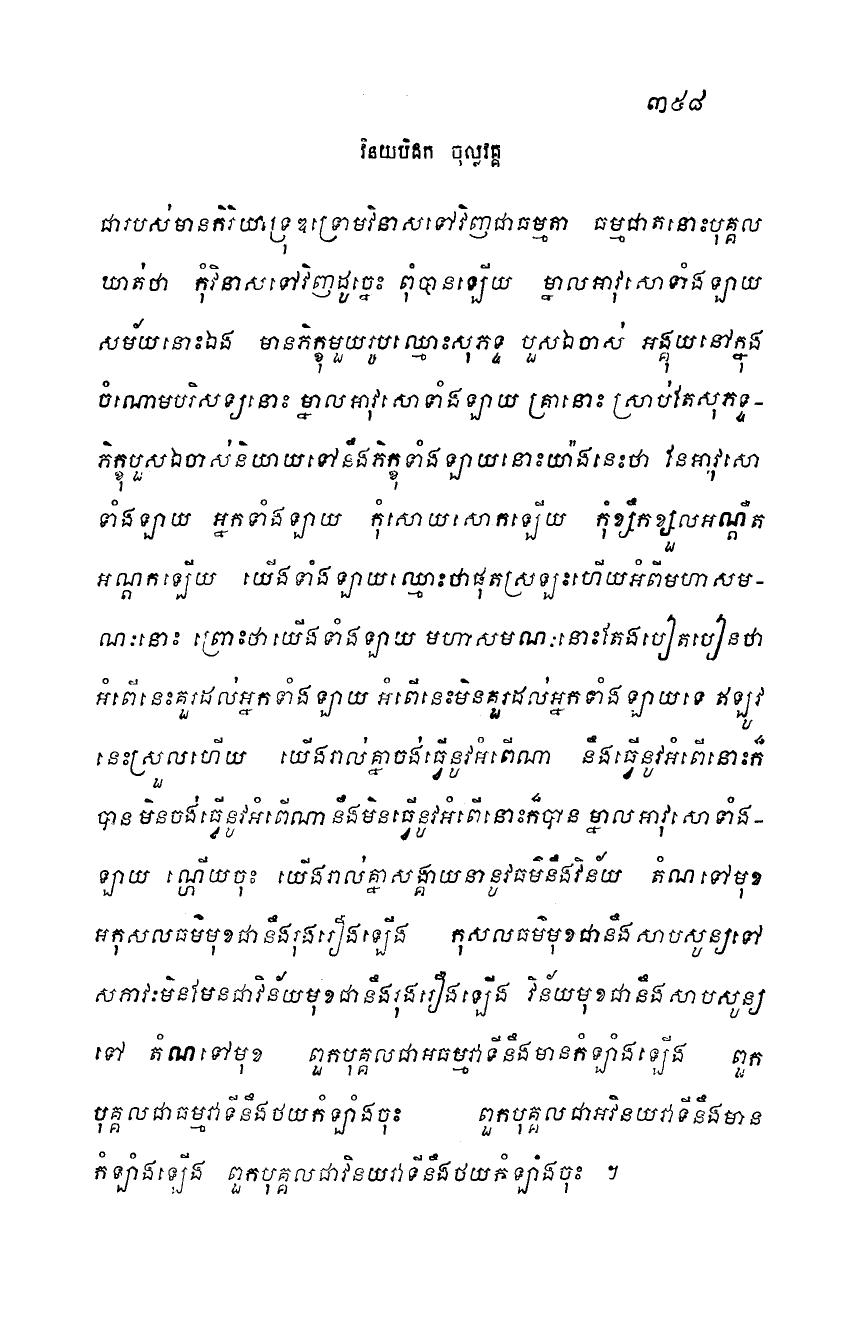 ៣៥៨
វិនយបិដក ចុល្លវគ្គ
ជារបស់មានកិរិយាទ្រុឌទ្រោមវិនាសទៅវិញជាធម្មតា ធម្មជាតនោះបុគ្គល
ឃាត់ថា កុំវិនាសទៅវិញដូច្នេះ ពុំបានឡើយ ម្នាលអាវុសោទាំងឡាយ
សម័យនោះឯង មានភិក្ខុមួយរូបឈ្មោះសុភទ្ទ បួសឯចាស់ អង្គុយនៅក្នុង
ចំណោមបរិសទ្យនោះ ម្នាលអាវុសោទាំងឡាយ គ្រានោះ ស្រាប់តែសុភទ្ទ-
ភិក្ខុបួសឯចាស់និយាយទៅនឹងភិក្ខុទាំងឡាយនោះយ៉ាងនេះថា នែអាវុសោ
ទាំងឡាយ អ្នកទាំងឡាយ កុំសោយសោកឡើយ កុំខ្សឹកខ្សួលអណ្តឺត
អណ្តកឡើយ យើងទាំងឡាយឈ្មោះថាផុតស្រឡះហើយអំពីមហាសម-
ណៈនោះ ព្រោះថាយើងទាំងឡាយ មហាសមណៈនោះតែងបៀតបៀនថា
អំពើនេះគួរដល់អ្នកទាំងឡាយ អំពើនេះមិនគួរដល់អ្នកទាំងឡាយទេ ឥឡូវ
នេះស្រួលហើយ យើងរាល់គ្នាចង់ធ្វើនូវអំពើណា នឹងធ្វើនូវអំពើនោះក៏
បាន មិនចង់ធ្វើនូវអំពើណា នឹងមិនធ្វើនូវអំពើនោះក៏បាន ម្នាលអាវុសោទាំង-
ឡាយ ណ្ហើយចុះ យើងរាល់គ្នាសង្គាយនានូវធម៌និងវិន័យ តំណទៅមុខ
អកុសលធម៌មុខជានឹងរុងរឿងឡើង កុសលធម៌មុខជានឹងសាបសូន្យទៅ
សភាវៈមិនមែនជាវិន័យមុខជានឹងរុងរឿងឡើង វិន័យមុខជានឹងសាបសូន្យ
ទៅ តំណទៅមុខ ពួកបុគ្គលជាអធម្មវាទីនឹងមានកំឡាំងឡើង ពួក
បុគ្គលជាធម្មវាទីនឹងថយកំឡាំងចុះ ពួកបុគ្គលជាអវិនយវាទីនឹងមាន
កំឡាំងឡើង ពួកបុគ្គលជាវិនយវាទីនឹងថយកំឡាំងចុះ ។